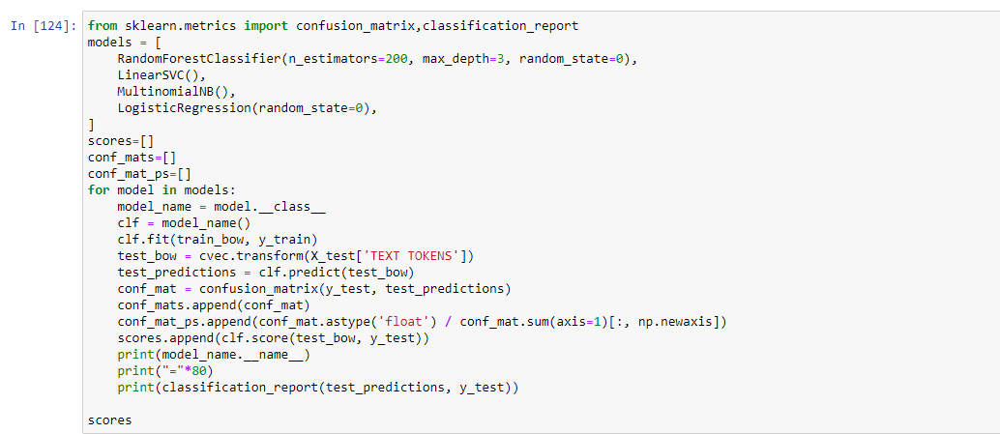 In [124]: from sklearn.metrics import confusion_matrix,classification_report
models = [
    RandomForestClassifier(n_estimators=200, max_depth=3, random_state=0),
    LinearSVC(),
    MultinomialNB(),
    LogisticRegression(random_state=0),
]
scores=[]
conf_mats=[]
conf_mat_ps=[]
for model in models:
    model_name = model.__class__
    clf = model_name()
    clf.fit(train_bow, y_train)
    test_bow = cvec.transform(X_test['TEXT TOKENS'])
    test_predictions = clf.predict(test_bow)
    conf_mat = confusion_matrix(y_test, test_predictions)
    conf_mats.append(conf_mat)
    conf_mat_ps.append(conf_mat.astype('float') / conf_mat.sum(axis=1)[:, np.newaxis])
    scores.append(clf.score(test_bow, y_test))
    print(model_name.__name__)
    print("="*80)
    print(classification_report(test_predictions, y_test))
scores